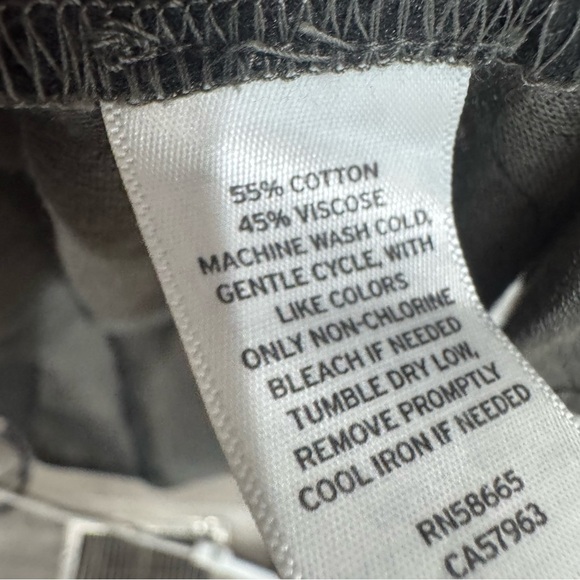 55% COTTON
45% VISCOSE
MACHINE WASH COLD,
GENTLE CYCLE, WITH
LIKE COLORS
ONLY NON-CHLORINE
BLEACH IF NEEDED
TUMBLE DRY LOW,
REMOVE PROMPTLY
COOL IRON IF NEEDED
RN58665
CA57963